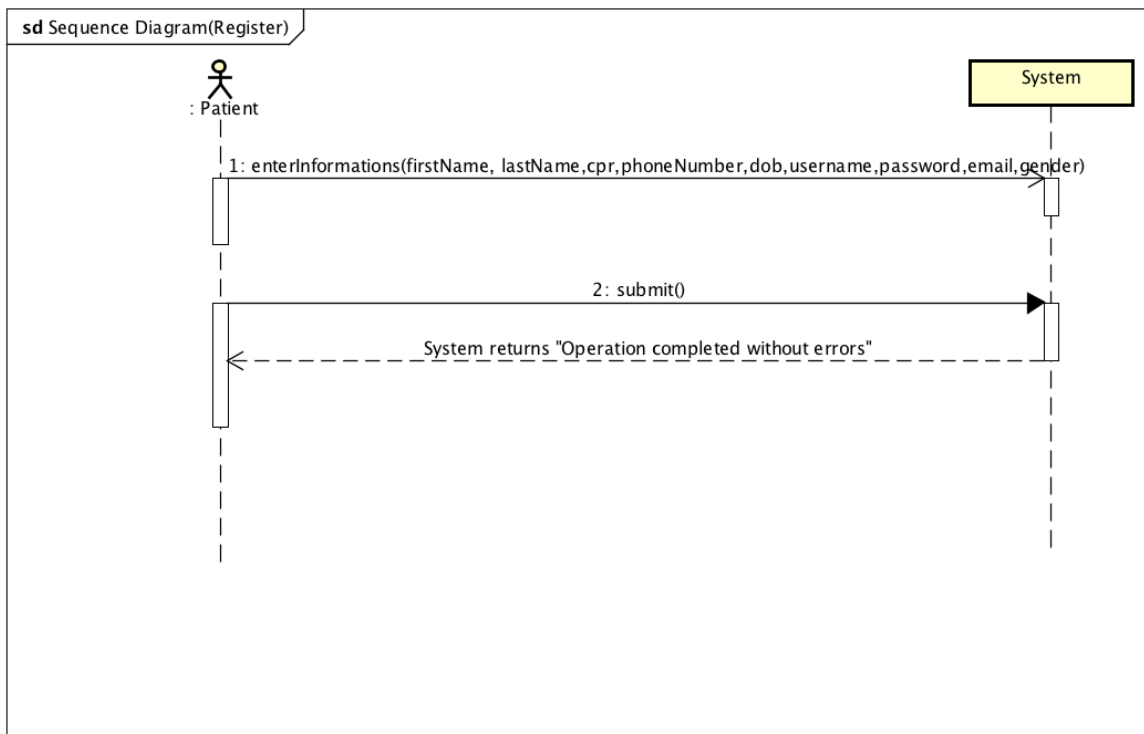 sd Sequence Diagram(Register)
: Patient
System
1: enterInformations(firstName, lastName,cpr,phoneNumber,dob,username,password,email,gender)
2: submit()
System returns "Operation completed without errors"